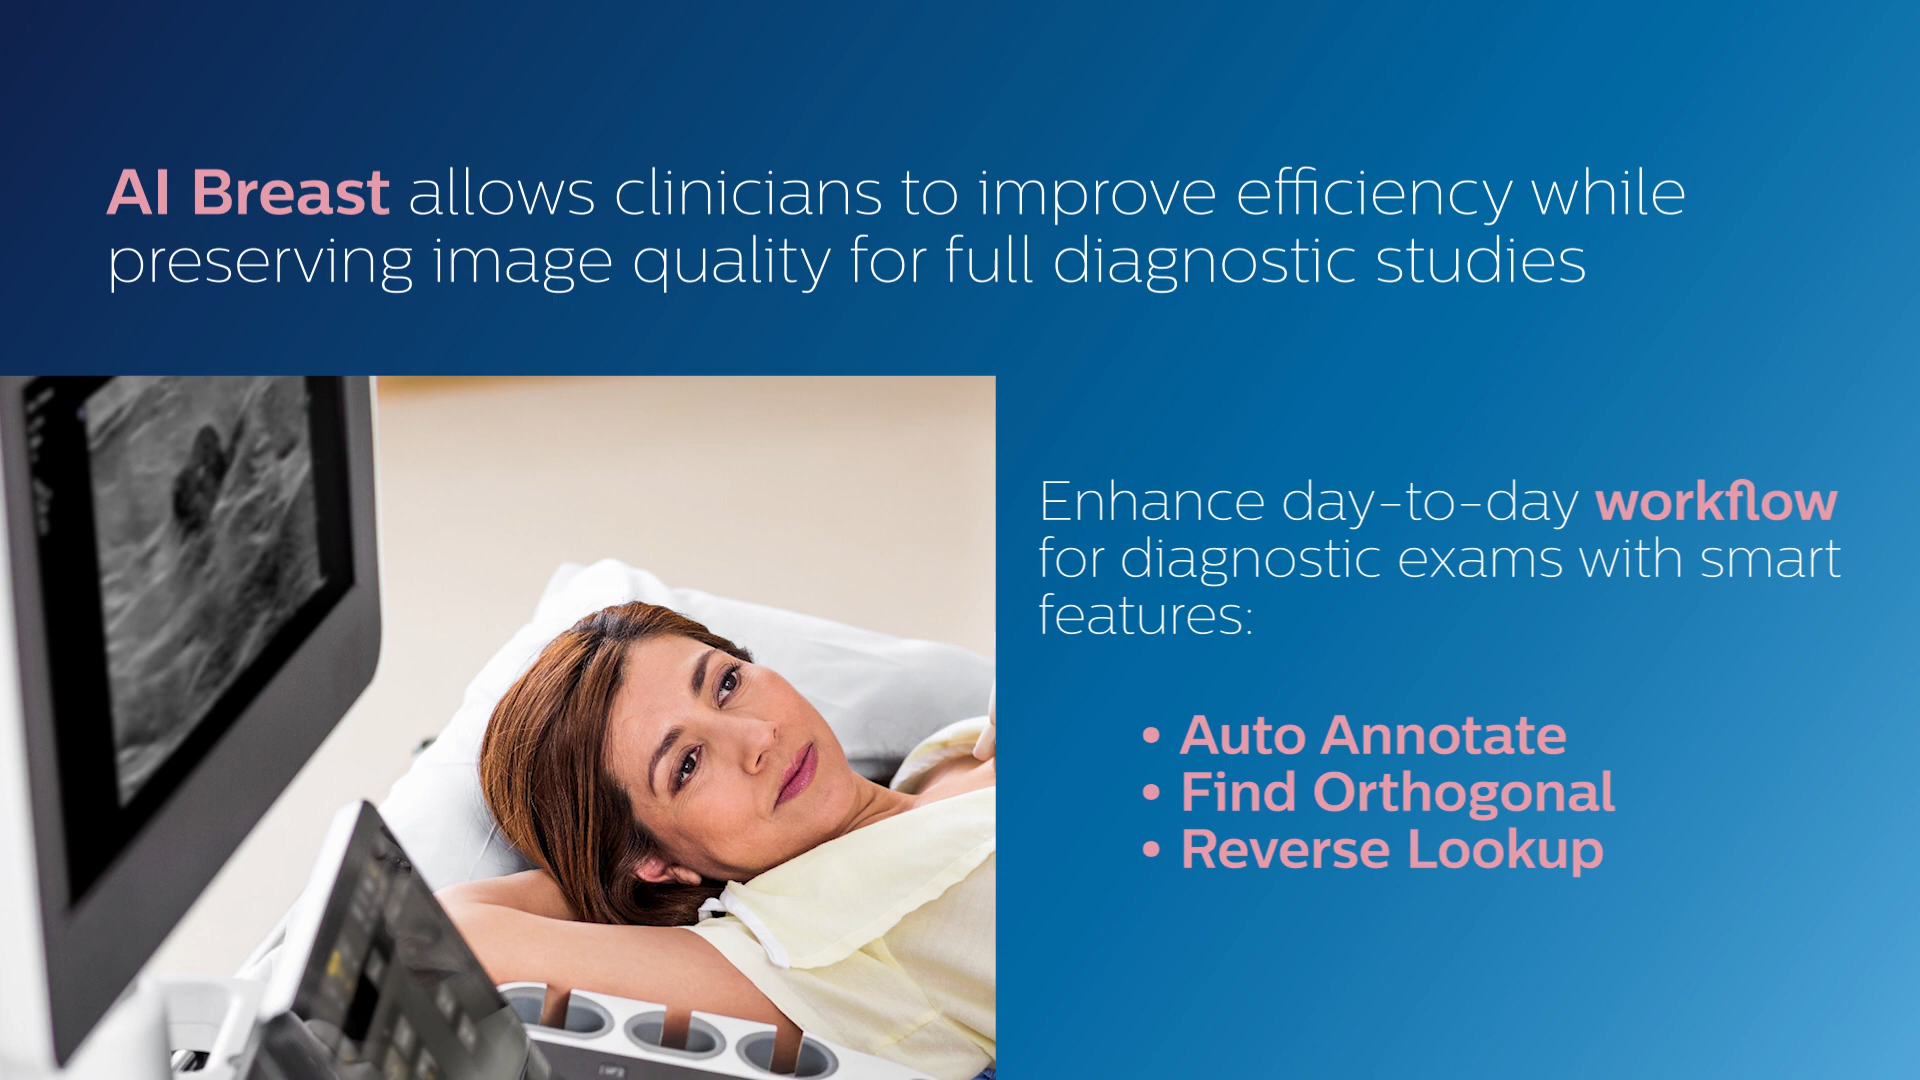 AI Breast allows clinicians to improve efficiency while
preserving image quality for full diagnostic studies
Enhance day-to-day workflow
for diagnostic exams with smart
features:
• Auto Annotate
• Find Orthogonal
• Reverse Lookup